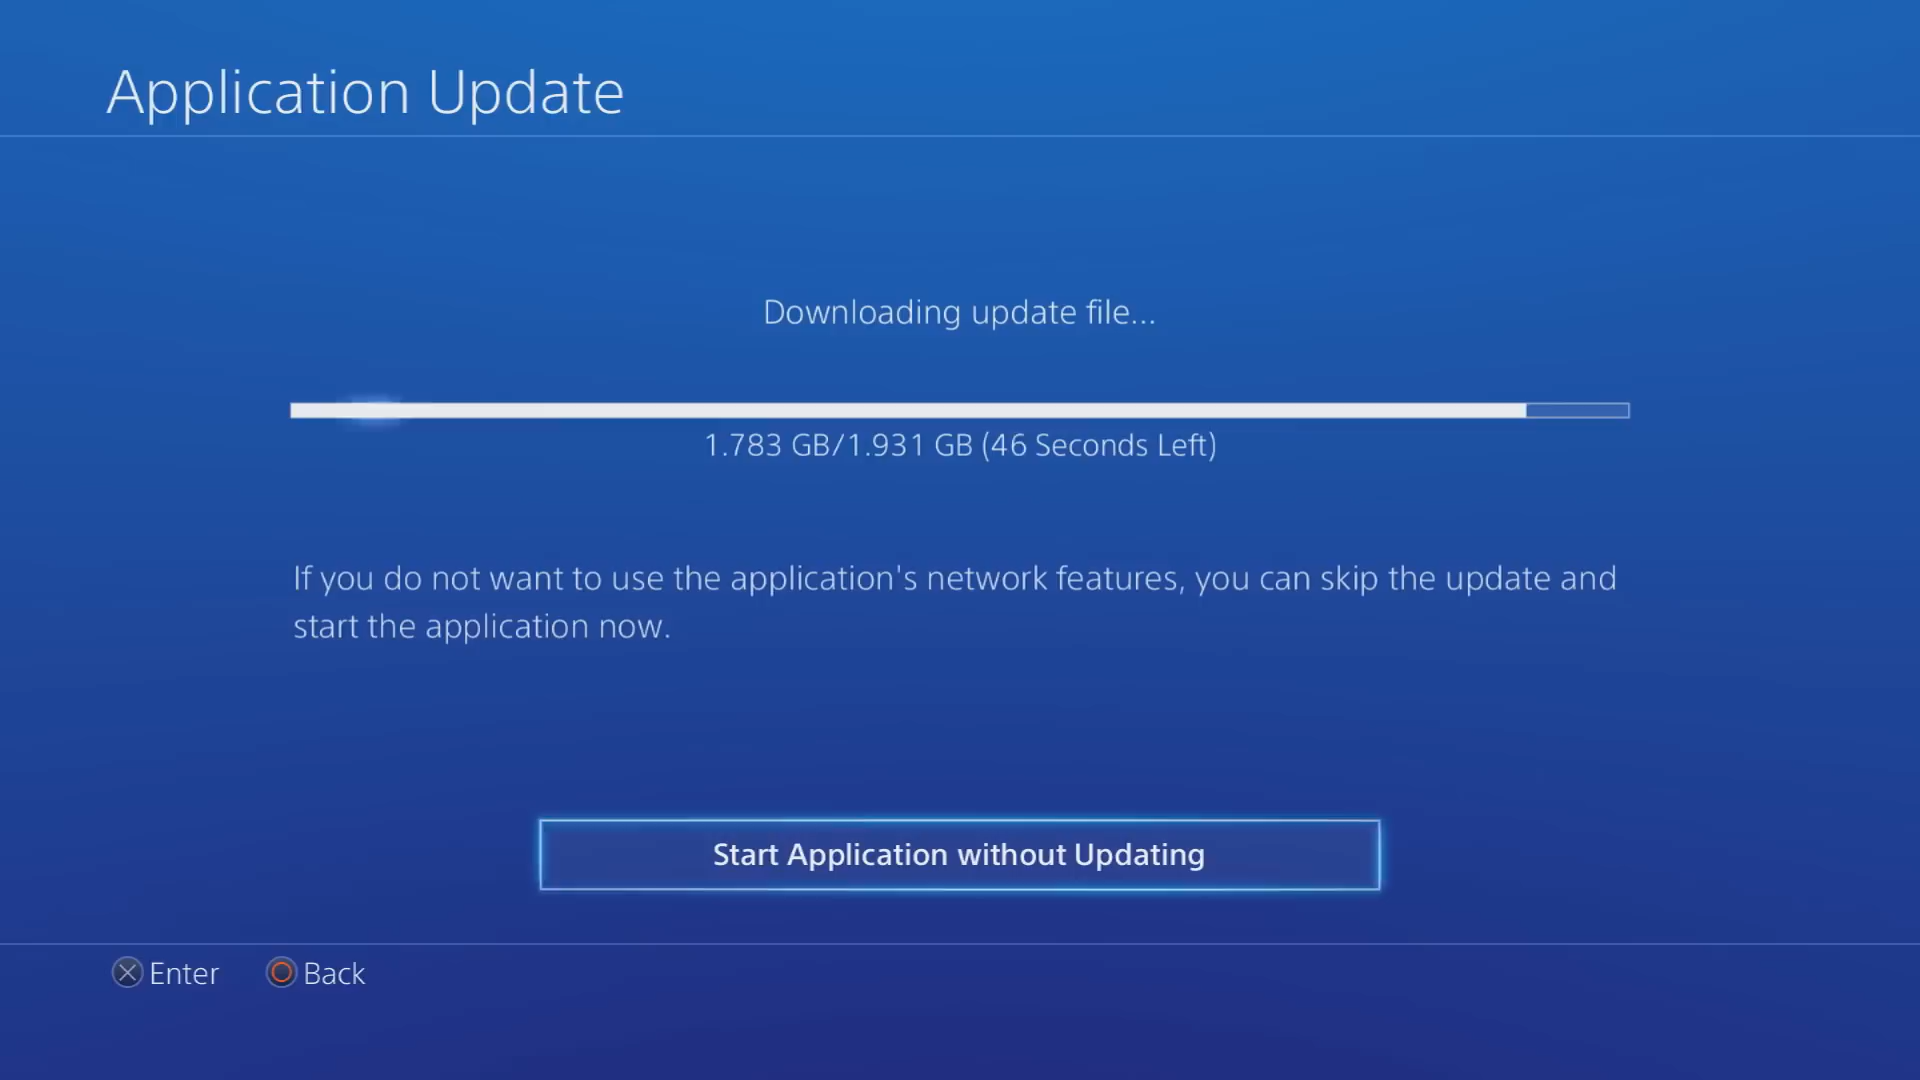 Application Update
Downloading update file...
1.783 GB/1.931 GB (46 Seconds Left)
If you do not want to use the application's network features, you can skip the update and
start the application now.
Start Application without Updating
Enter Back